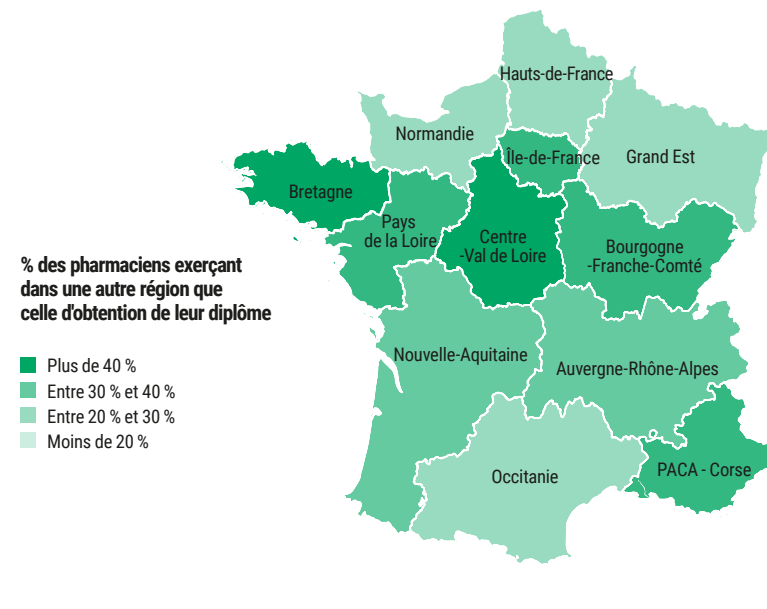 Hauts-de-France
Normandie
Île-de-France
Grand Est
Bretagne
Pays
de la Loire
Centre
-Val de Loire
Bourgogne
-Franche-Comté
% des pharmaciens exerçant
dans une autre région que
celle d'obtention de leur diplôme
Plus de 40 %
Entre 30 % et 40 %
Entre 20 % et 30 %
Moins de 20 %
Nouvelle-Aquitaine
Auvergne-Rhône-Alpes
Occitanie
PACA - Corse